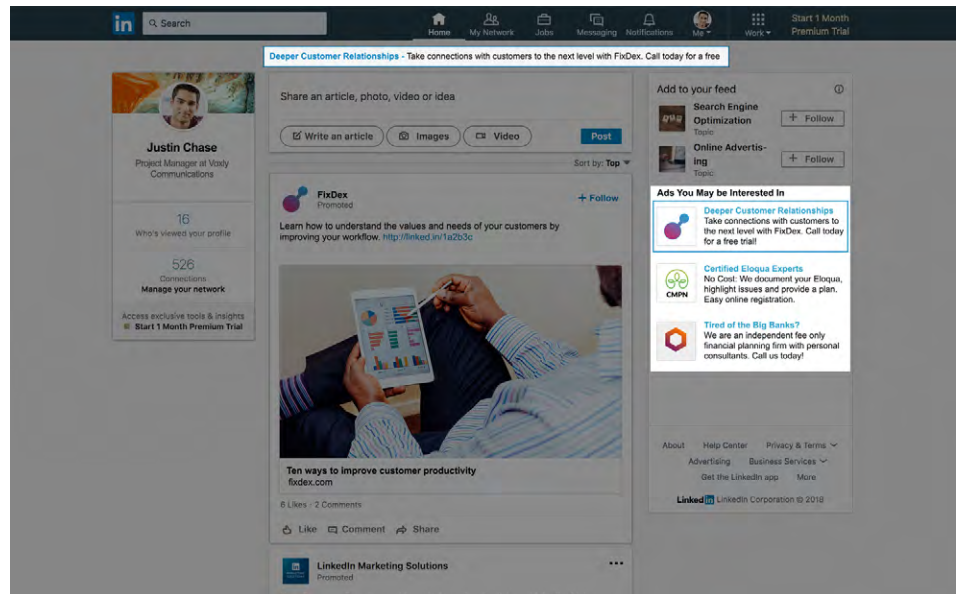 in Search
Home My Network Jobs Messaging Notifications Me Work
Start 1 Month
Premium Trial
Deeper Customer Relationships - Take connections with customers to the next level with FixDex. Call today for a free
Justin Chase
Project Manager at Voxly
Communications
16
Who's viewed your profile
526
Connections
Manage your network
Access exclusive tools & insights
Start 1 Month Premium Trial
Share an article, photo, video or idea
Write an article Images Video Post
Sort by: Top
FixDex
Promoted
+ Follow
Learn how to understand the values and needs of your customers by
improving your workflow. http://linked.in/1a2b3c
Ten ways to improve customer productivity
fixdex.com
6 Likes - 2 Comments
Like Comment Share
in
LinkedIn Marketing Solutions
Promoted
Add to your feed
Search Engine
Optimization
Topic
+ Follow
Online Advertis-
ing
Topic
+ Follow
Ads You May be Interested In
Deeper Customer Relationships
Take connections with customers to
the next level with FixDex. Call today
for a free trial!
CMPN
Certified Eloqua Experts
No Cost: We document your Eloqua,
highlight issues and provide a plan.
Easy online registration.
Tired of the Big Banks?
We are an independent fee only
financial planning firm with personal
consultants. Call us today!
About Help Center Privacy & Terms
Advertising Business Services
Get the LinkedIn app More
Linked in LinkedIn Corporation © 2018